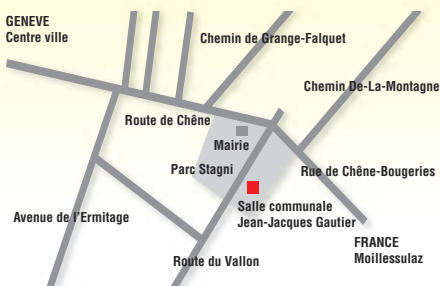 GENEVE
Centre ville
Chemin de Grange-Falquet
Chemin De-La-Montagne
Route de Chêne
Mairie
Parc Stagni
Rue de Chêne-Bougeries
Salle communale
Jean-Jacques Gautier
Avenue de l'Ermitage
FRANCE
Moillessulaz
Route du Vallon